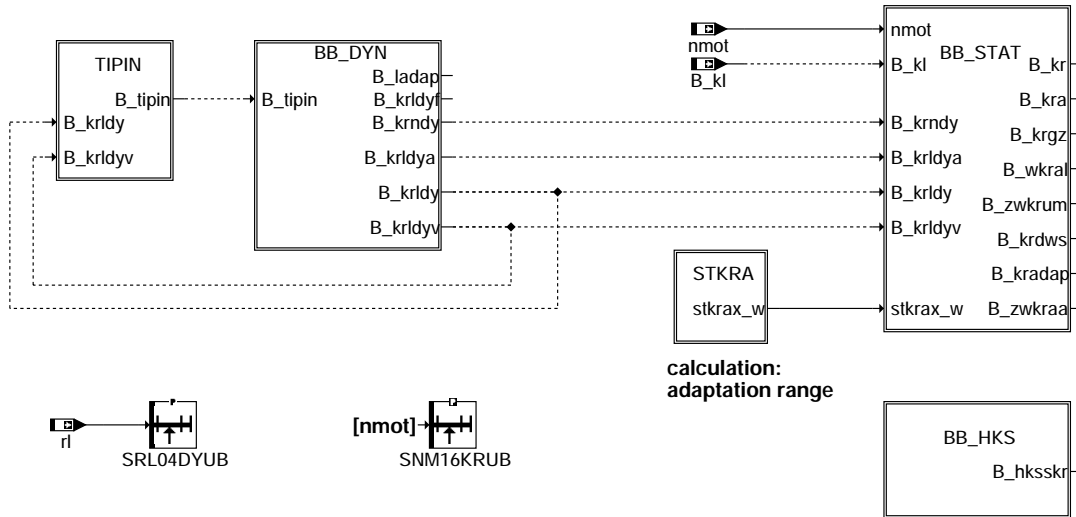 TIPIN
B_tipin
B_krldy
B_krldyv
BB_DYN
B_tipin
B_ladap
B_krldyf
B_krndy
B_krldya
B_krldy
B_krldyv
nmot
B_kl
BB_STAT
nmot
B_kl
B_krndy
B_krldya
B_krldy
B_krldyv
stkrax_w
B_kr
B_kra
B_krgz
B_wkral
B_zwkrum
B_krdws
B_kradap
B_zwkraa
STKRA
stkrax_w
calculation:
adaptation range
rl
SRL04DYUB
[nmot]
SNM16KRUB
BB_HKS
B_hksskr